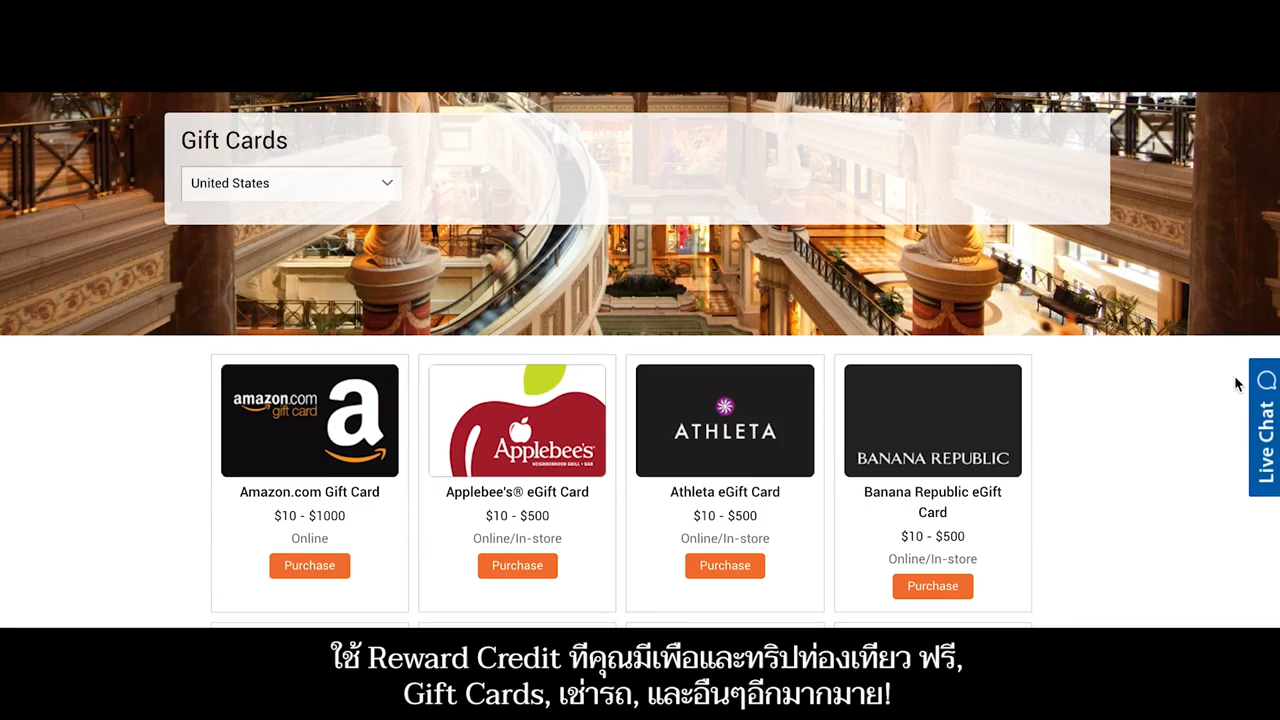 Gift Cards
United States
amazon.com
gift card
a
Applebee's
NEIGHBORHOOD GRILL + BAR
ATHLETA
BANANA REPUBLIC
Amazon.com Gift Card
$10 - $1000
Online
Purchase
Applebee's® eGift Card
$10 - $500
Online/In-store
Purchase
Athleta eGift Card
$10 - $500
Online/In-store
Purchase
Banana Republic eGift
Card
$10 - $500
Online/In-store
Purchase
Live Chat
ใช้ Reward Credit ที่คุณมีเพื่อแลกทริปท่องเที่ยว ฟรี,
Gift Cards, เช่ารถ, และอื่นๆอีกมากมาย!